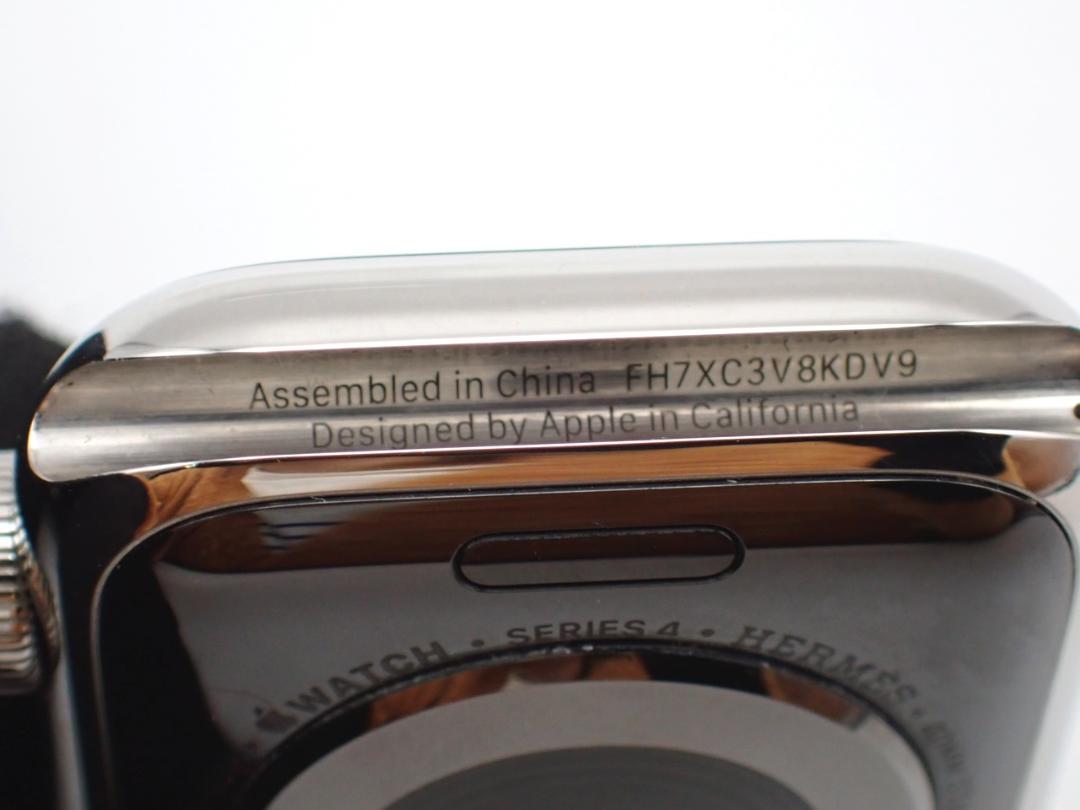 Assembled in China FH7XC3V8KDV9
Designed by Apple in California
WATCH • SERIES 4 • HERMÈS •